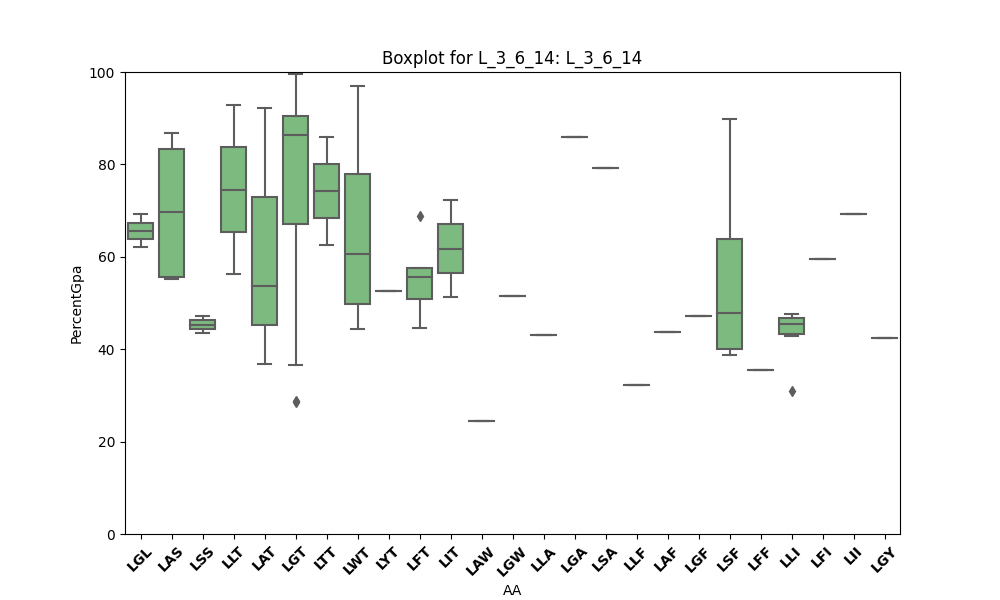 Boxplot for L_3_6_14: L_3_6_14
100
80
60
40
20
0
PercentGpa
LGL LAS LSS LLT LAT LGT LTT LWT LYT LFT LIT LAW LGW LLA LGA LSA LLF LAF LGF LSF LFF LLI LFI LII LGY
AA